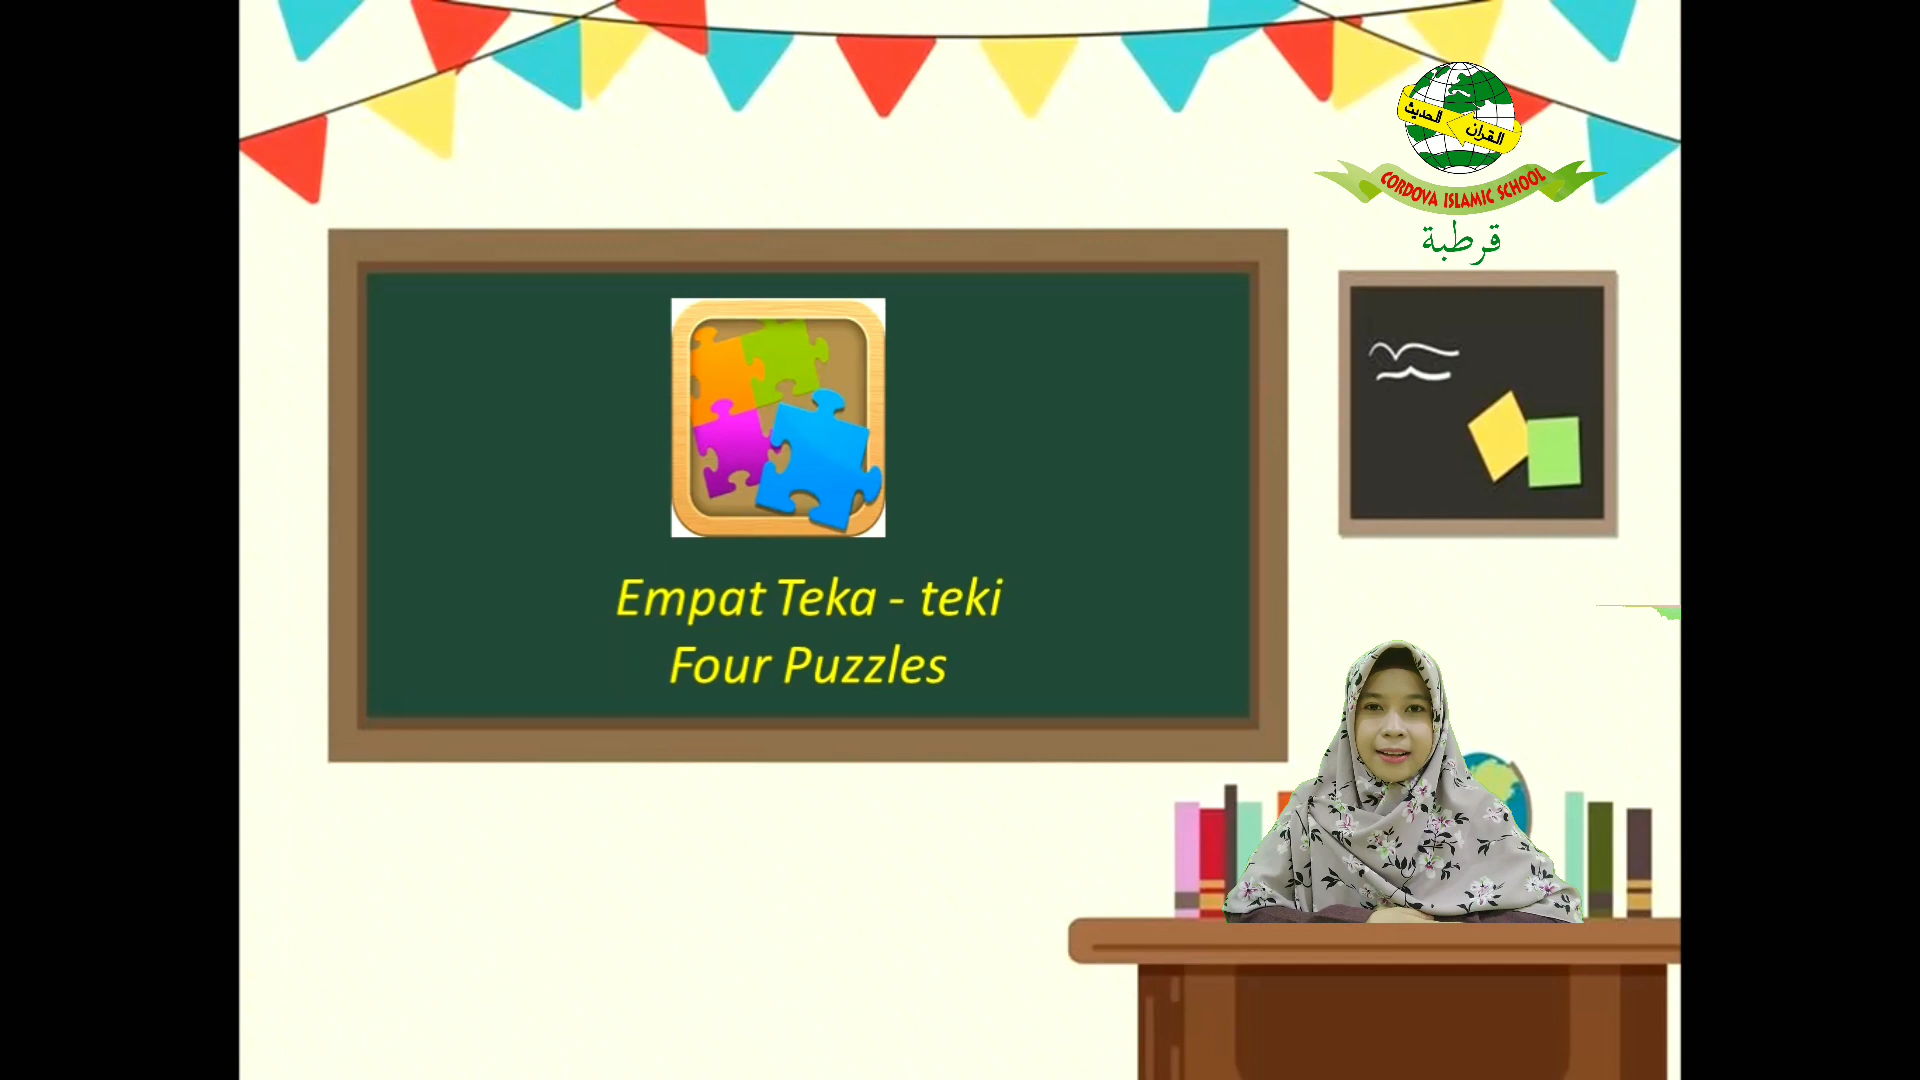 الحديث
القرآن
CORDOVA ISLAMIC SCHOOL
قرطبة
Empat Teka - teki
Four Puzzles